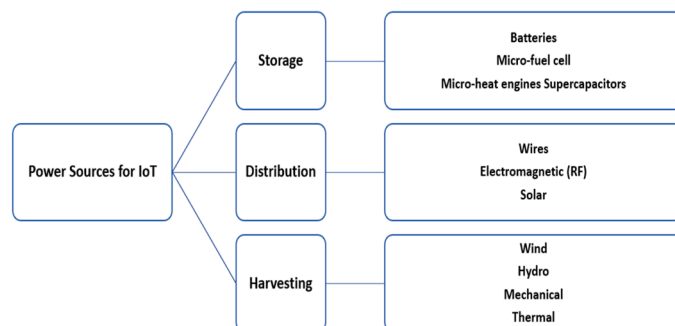 Power Sources for IoT
Storage
Batteries
Micro-fuel cell
Micro-heat engines Supercapacitors
Distribution
Wires
Electromagnetic (RF)
Solar
Harvesting
Wind
Hydro
Mechanical
Thermal